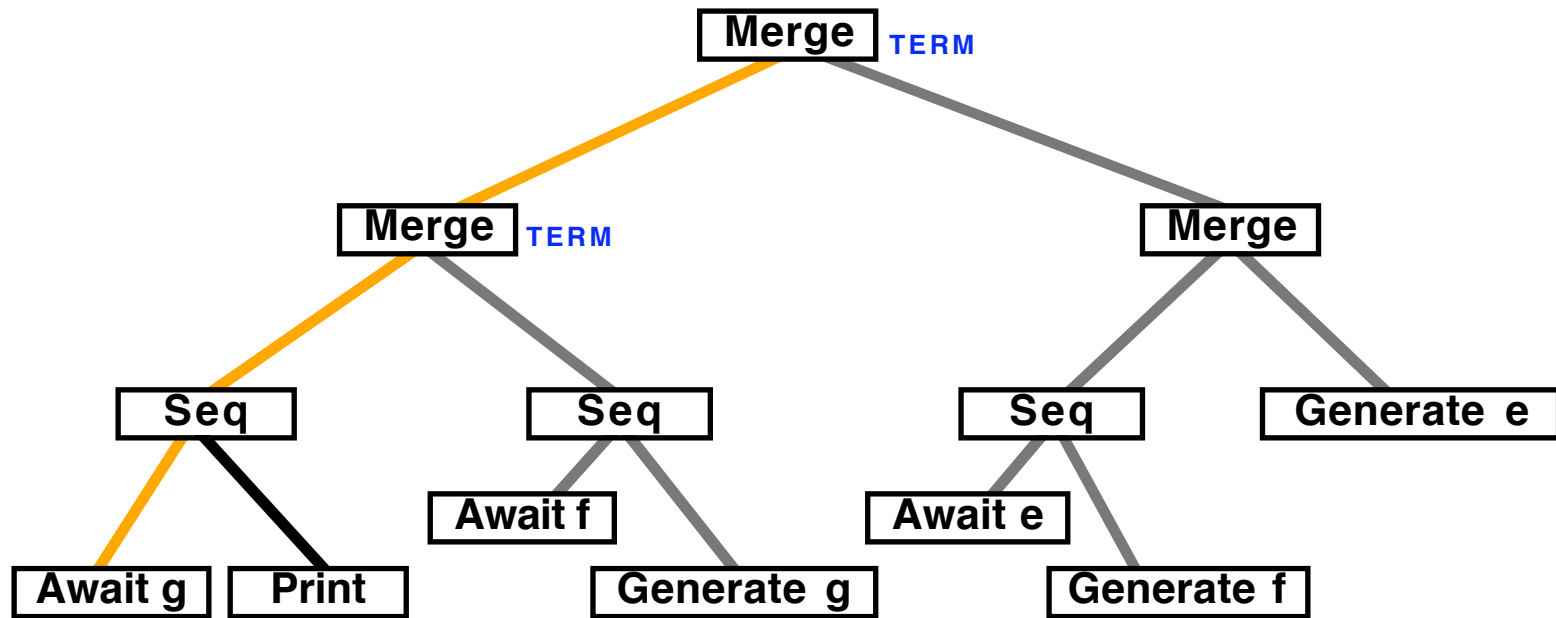 Merge TERM
Merge TERM
Merge
Seq
Seq
Seq
Generate e
Await f
Await e
Await g
Print
Generate g
Generate f